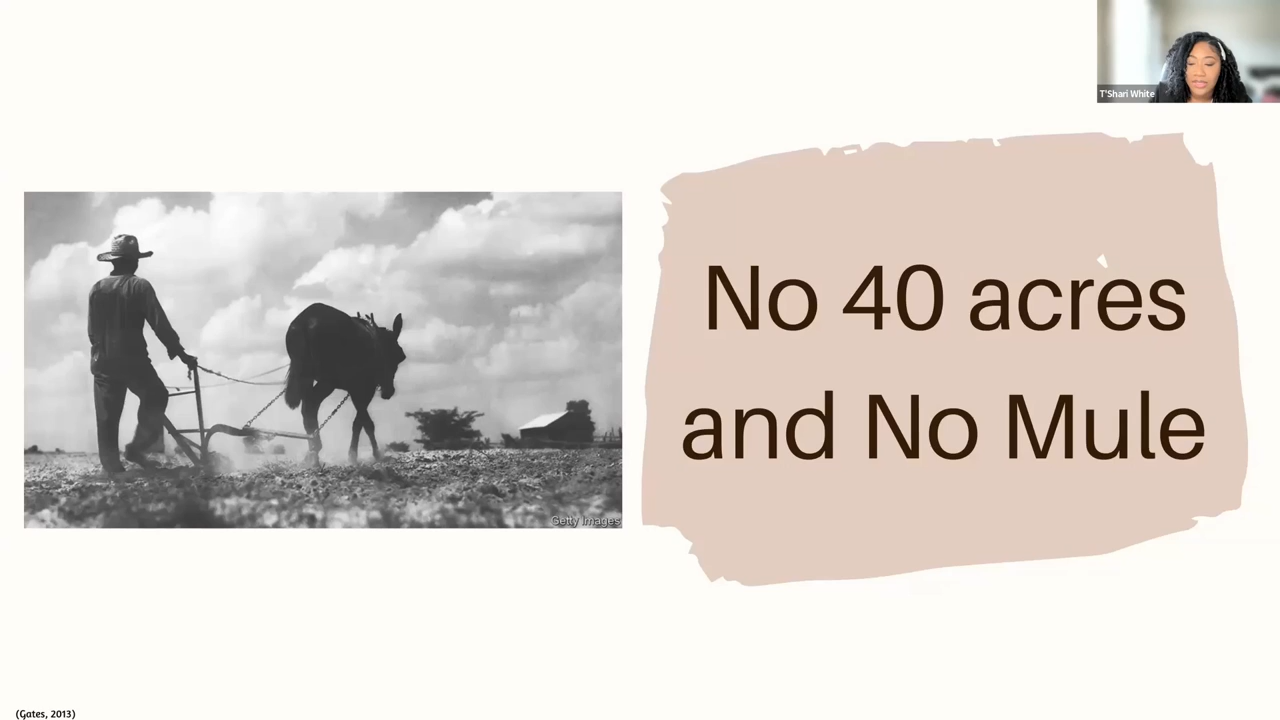 T'Shari White
No 40 acres
and No Mule
Getty Images
(Gates, 2013)